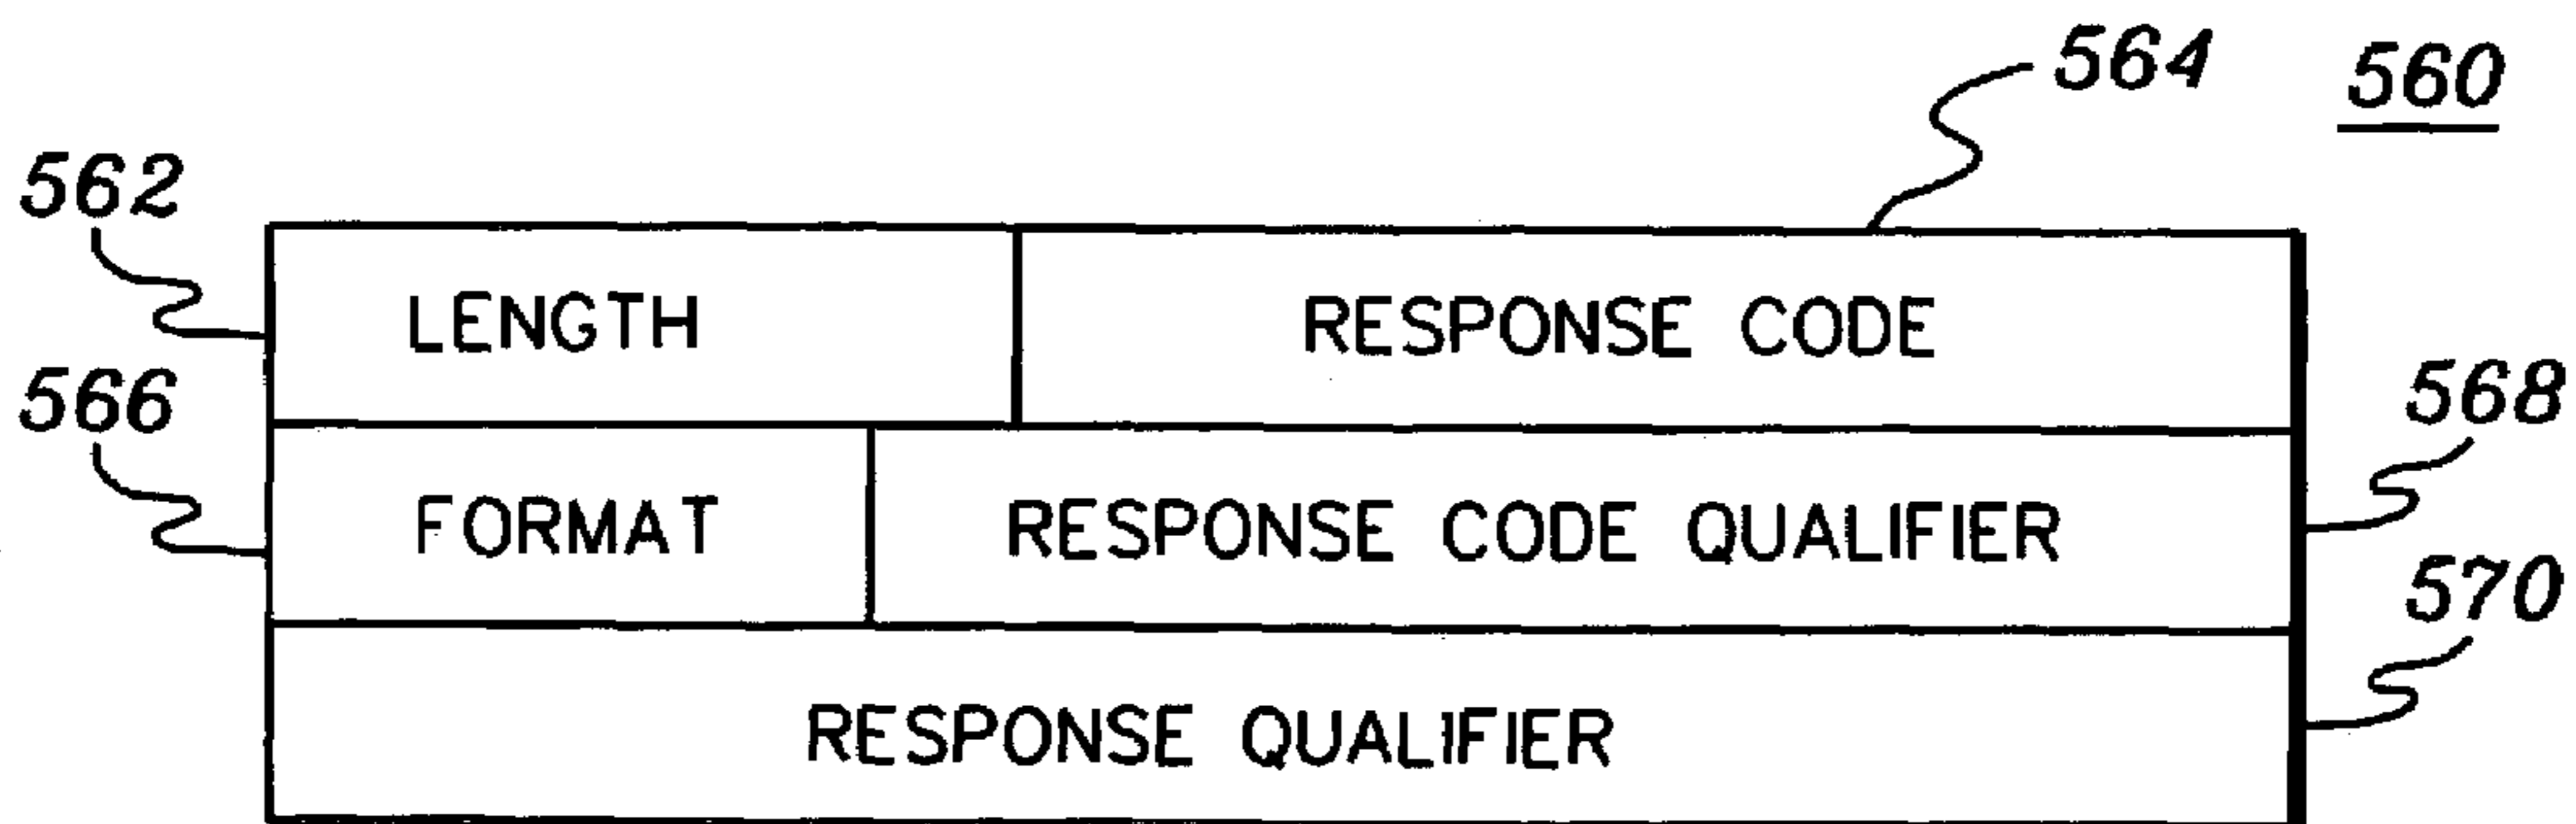 564 560
562
LENGTH RESPONSE CODE
566 568
FORMAT RESPONSE CODE QUALIFIER
570
RESPONSE QUALIFIER